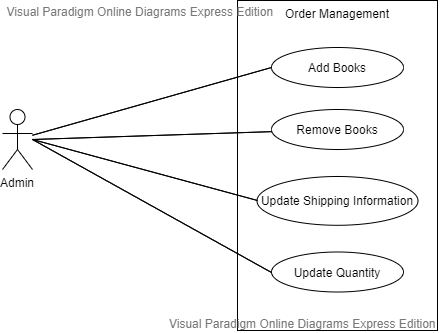 Visual Paradigm Online Diagrams Express Edition
Order Management
Add Books
Remove Books
Update Shipping Information
Admin
Update Quantity
Visual Paradigm Online Diagrams Express Edition